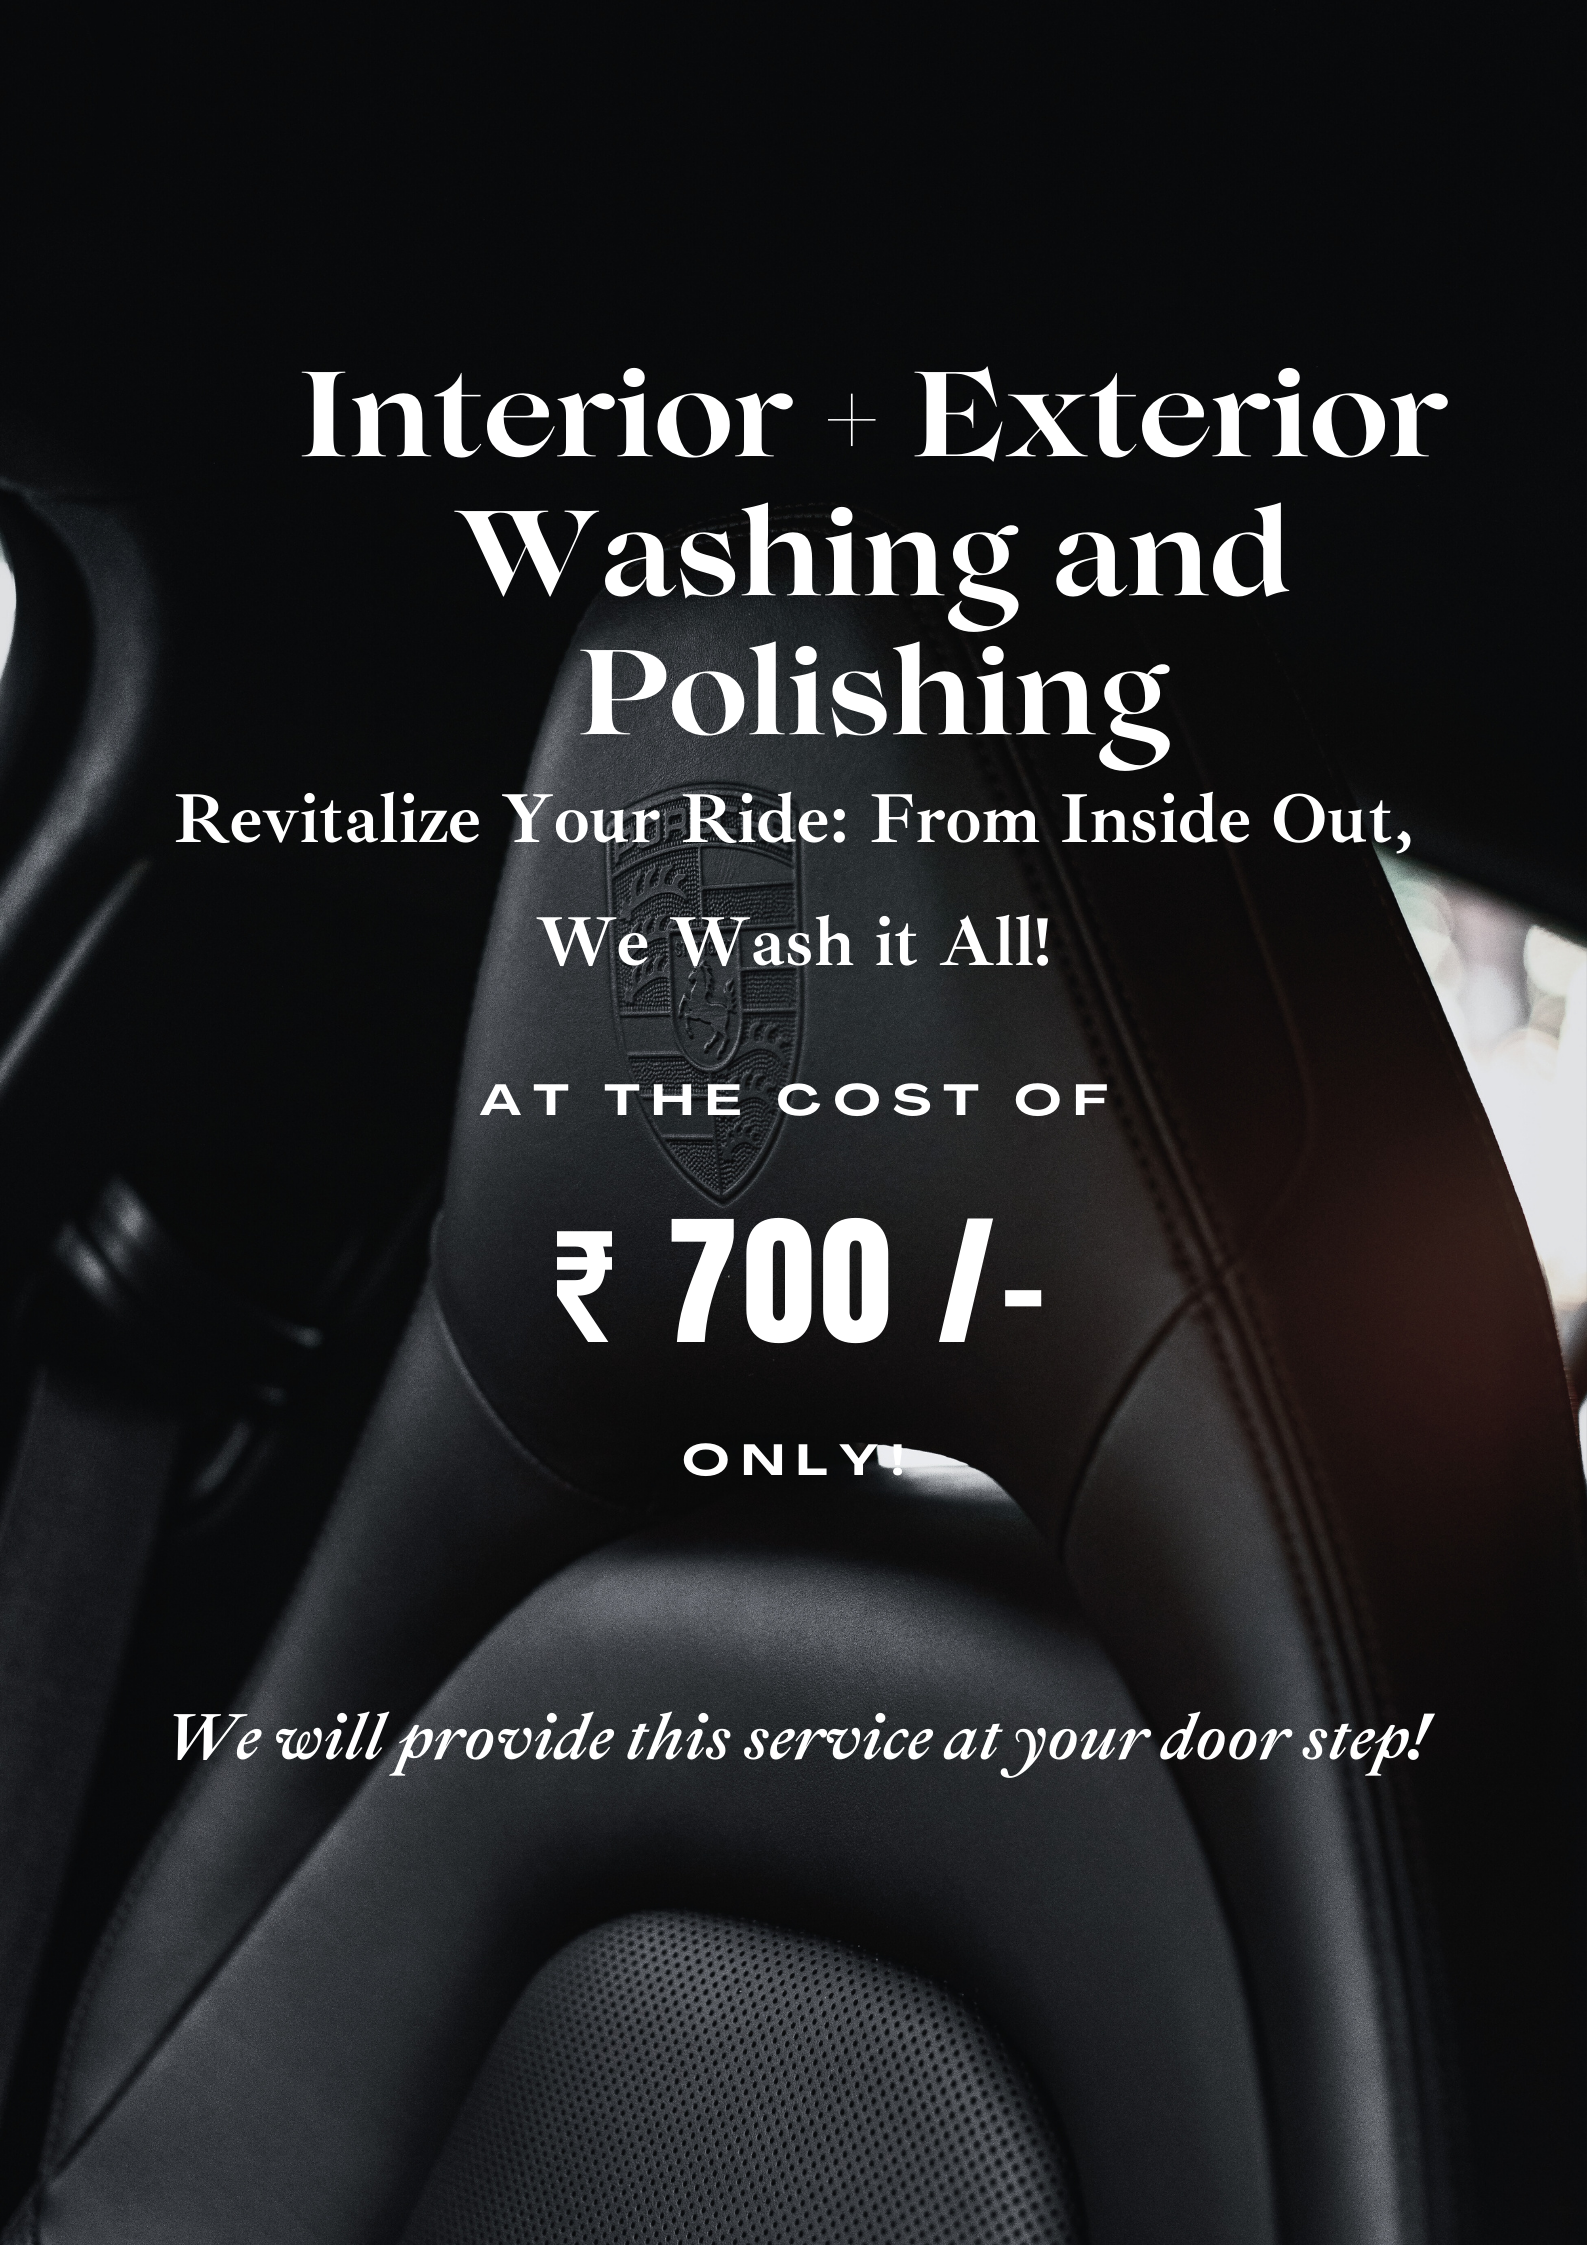 Interior + Exterior
Washing and
Polishing
Revitalize Your Ride: From Inside Out,
We Wash it All!
AT THE COST OF
₹ 700 /-
ONLY!
We will provide this service at your door step!